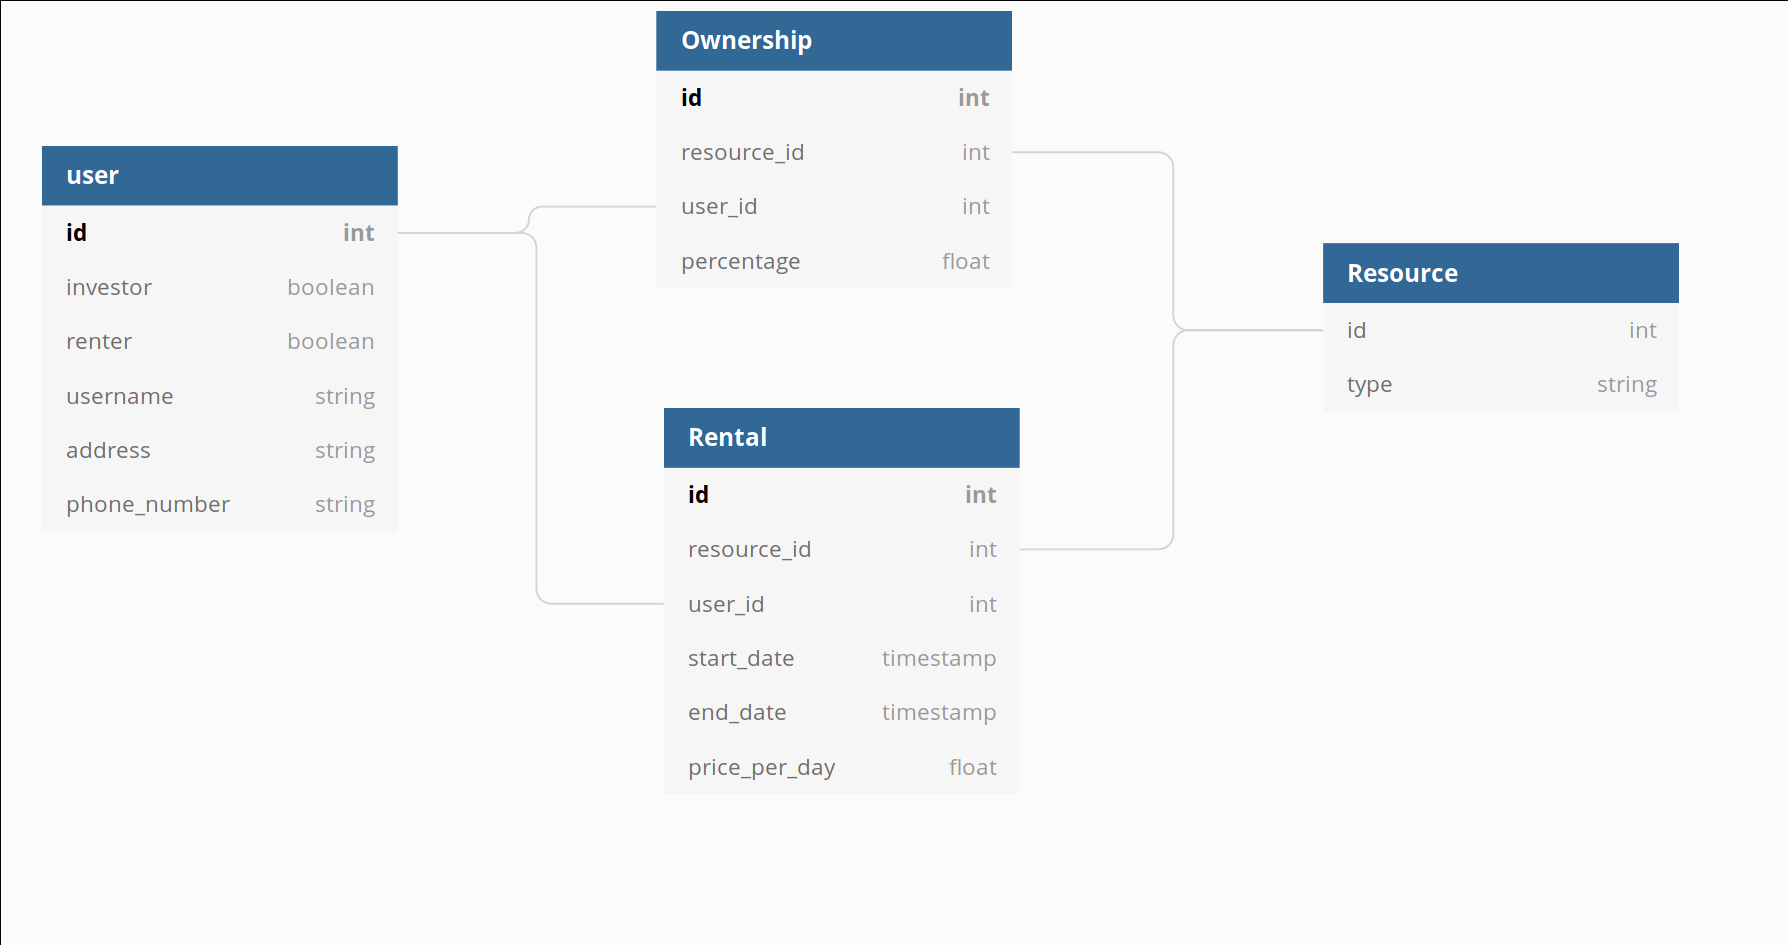 user
id int
investor boolean
renter boolean
username string
address string
phone_number string
Ownership
id int
resource_id int
user_id int
percentage float
Rental
id int
resource_id int
user_id int
start_date timestamp
end_date timestamp
price_per_day float
Resource
id int
type string